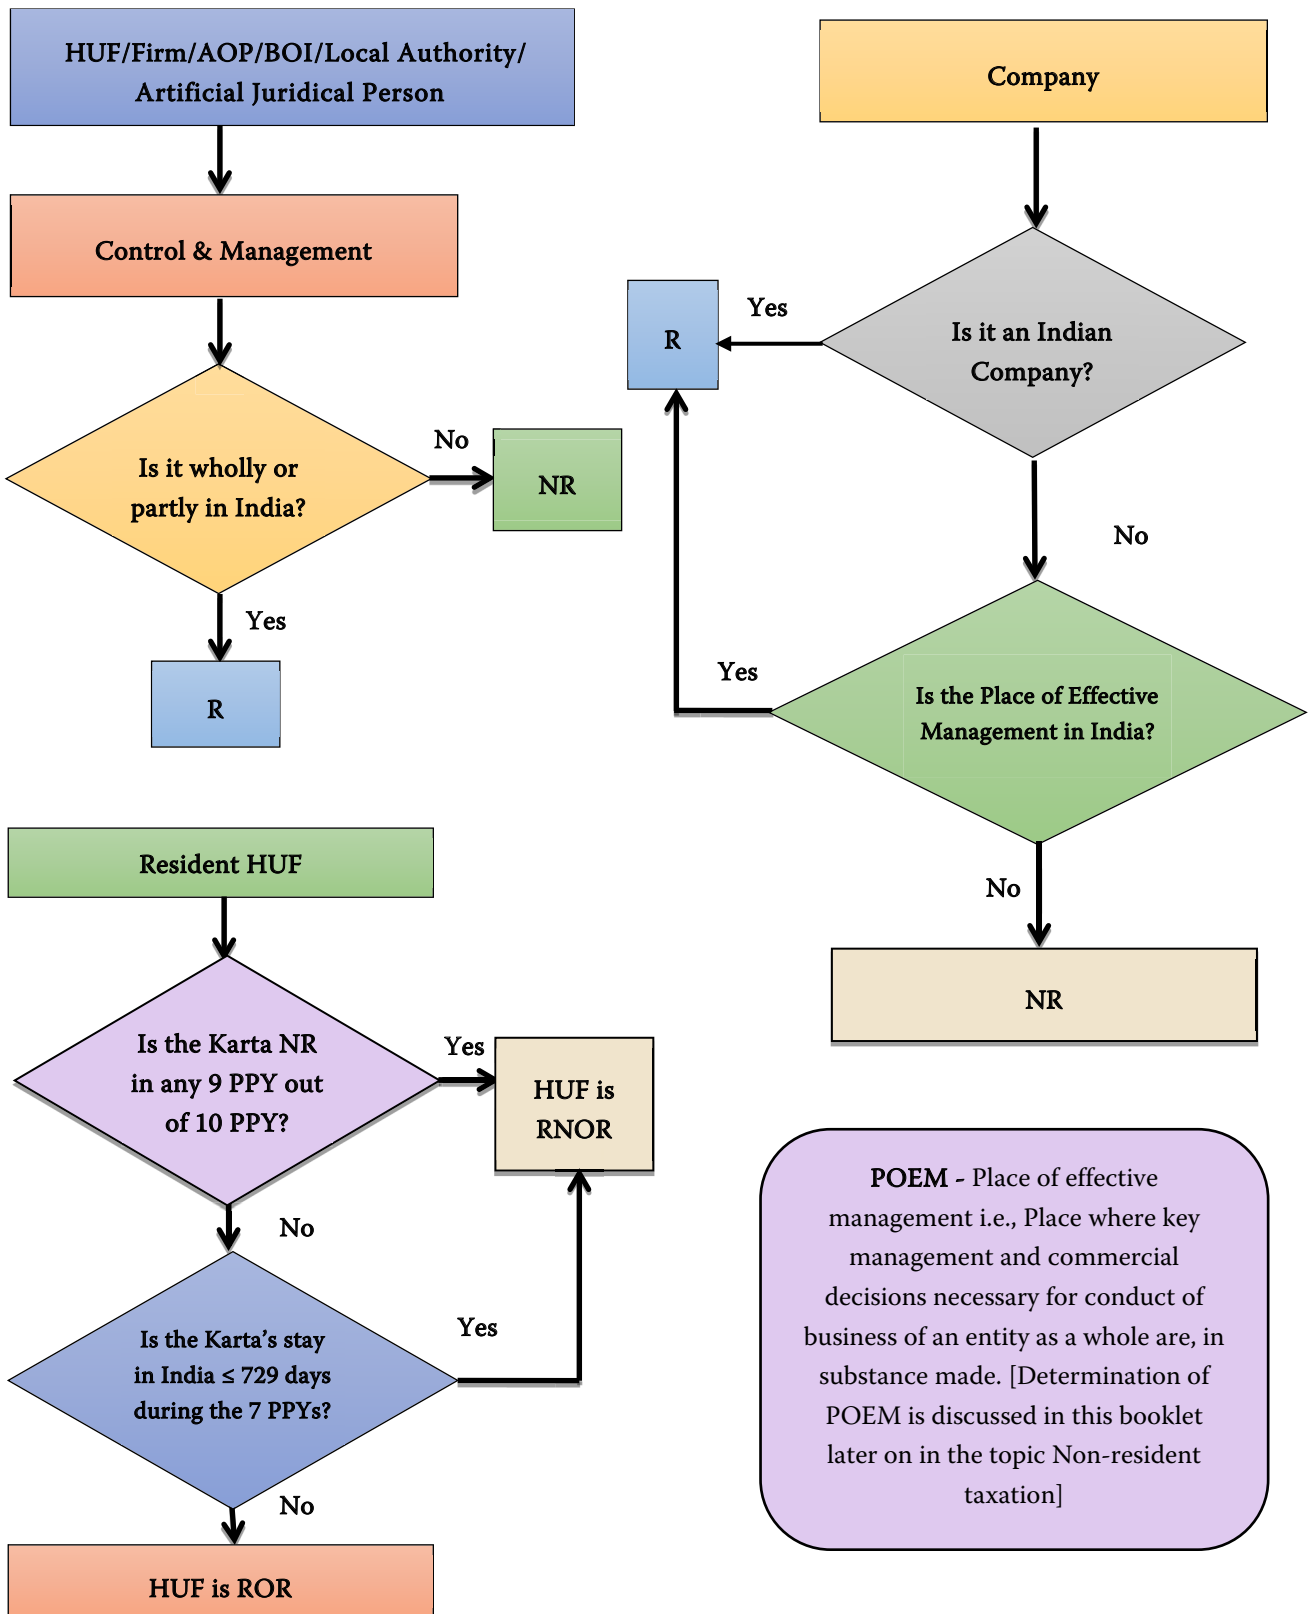 HUF/Firm/AOP/BOI/Local Authority/
Artificial Juridical Person
Control & Management
Is it wholly or
partly in India?
No
NR
Yes
R
Company
Is it an Indian
Company?
Yes
R
No
Is the Place of Effective
Management in India?
Yes
No
NR
Resident HUF
Is the Karta NR
in any 9 PPY out
of 10 PPY?
Yes
HUF is
RNOR
No
Is the Karta’s stay
in India ≤ 729 days
during the 7 PPYs?
Yes
No
HUF is ROR
POEM - Place of effective
management i.e., Place where key
management and commercial
decisions necessary for conduct of
business of an entity as a whole are, in
substance made. [Determination of
POEM is discussed in this booklet
later on in the topic Non-resident
taxation]